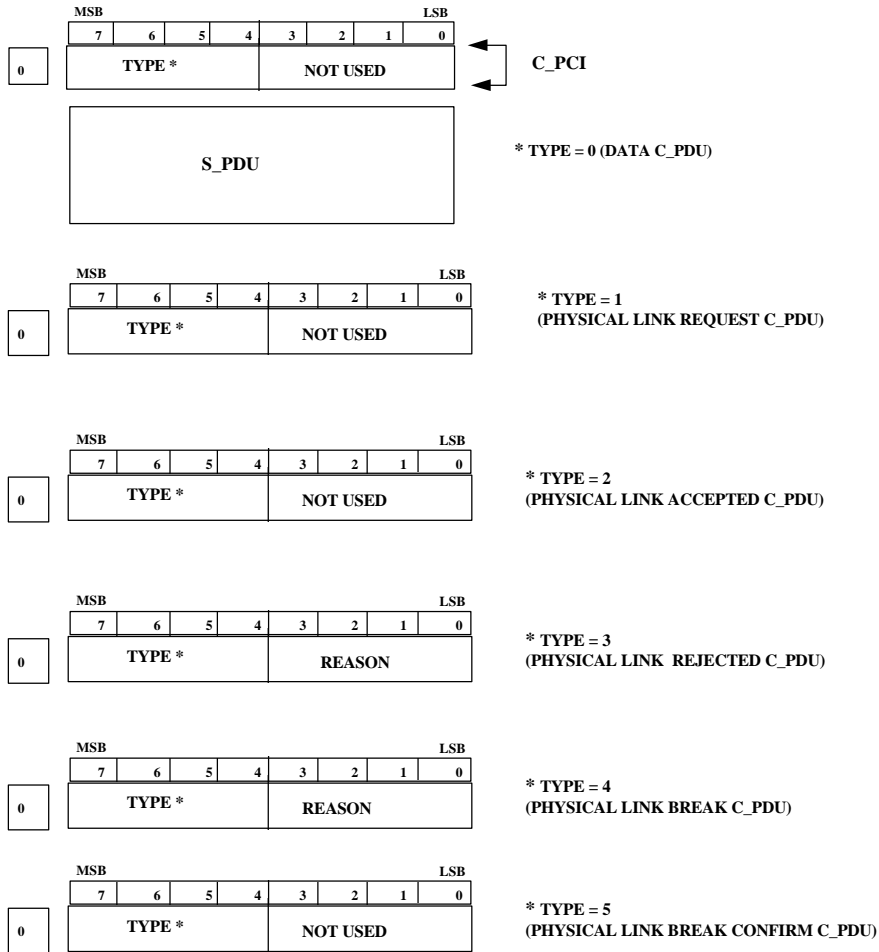 MSB LSB
7 6 5 4 3 2 1 0
0 TYPE * NOT USED C_PCI
S_PDU
* TYPE = 0 (DATA C_PDU)
MSB LSB
7 6 5 4 3 2 1 0
0 TYPE * NOT USED
* TYPE = 1
(PHYSICAL LINK REQUEST C_PDU)
MSB LSB
7 6 5 4 3 2 1 0
0 TYPE * NOT USED
* TYPE = 2
(PHYSICAL LINK ACCEPTED C_PDU)
MSB LSB
7 6 5 4 3 2 1 0
0 TYPE * REASON
* TYPE = 3
(PHYSICAL LINK REJECTED C_PDU)
MSB LSB
7 6 5 4 3 2 1 0
0 TYPE * REASON
* TYPE = 4
(PHYSICAL LINK BREAK C_PDU)
MSB LSB
7 6 5 4 3 2 1 0
0 TYPE * NOT USED
* TYPE = 5
(PHYSICAL LINK BREAK CONFIRM C_PDU)